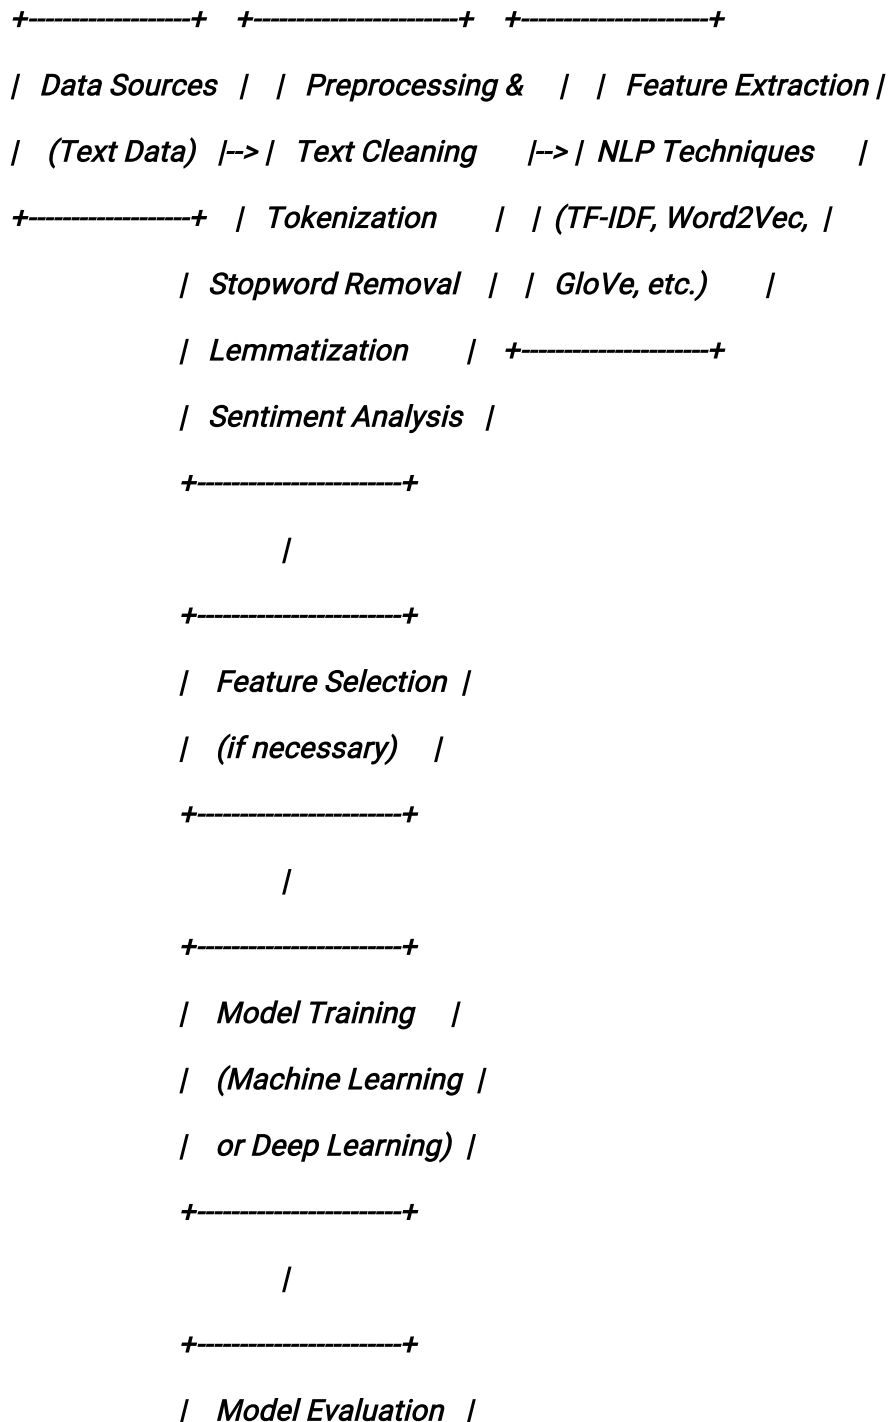 +-------------------+    +------------------------+    +----------------------+
|   Data Sources   |    |   Preprocessing &     |    |   Feature Extraction |
|    (Text Data)   |--> |   Text Cleaning       |--> |  NLP Techniques      |
+-------------------+    |   Tokenization        |    |  (TF-IDF, Word2Vec,  |
|   Stopword Removal    |    |   GloVe, etc.)        |
|   Lemmatization        |    +----------------------+
|   Sentiment Analysis   |
+------------------------+
|
+------------------------+
|    Feature Selection  |
|    (if necessary)     |
+------------------------+
|
+------------------------+
|    Model Training     |
|    (Machine Learning  |
|    or Deep Learning)  |
+------------------------+
|
+------------------------+
|    Model Evaluation   |